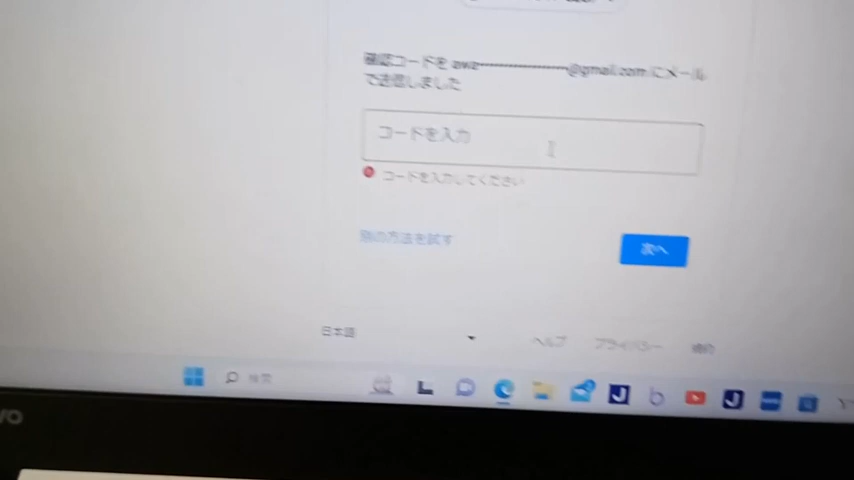 確認コードを awa••••••••••••••••••@gmail.com にメール
で送信しました
コードを入力
コードを入力してください
別の方法を試す
次へ
日本語
ヘルプ
プライバシー
規約
検索